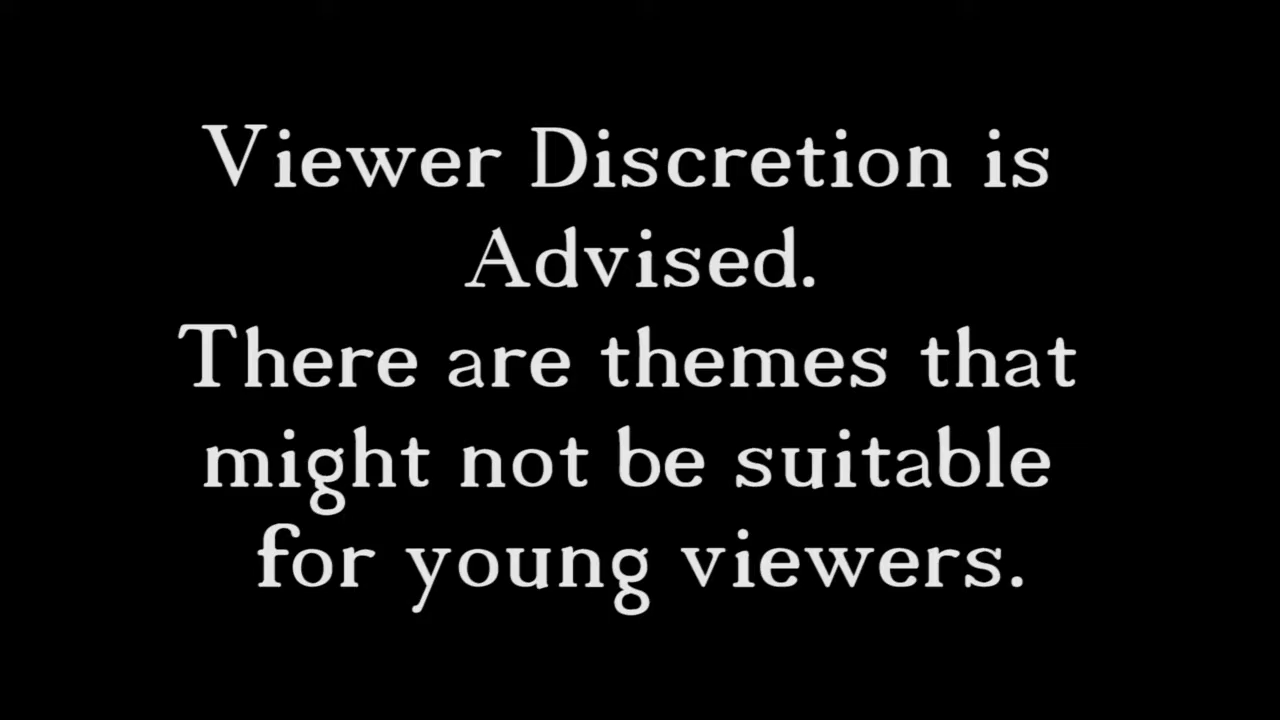 Viewer Discretion is
Advised.
There are themes that
might not be suitable
for young viewers.